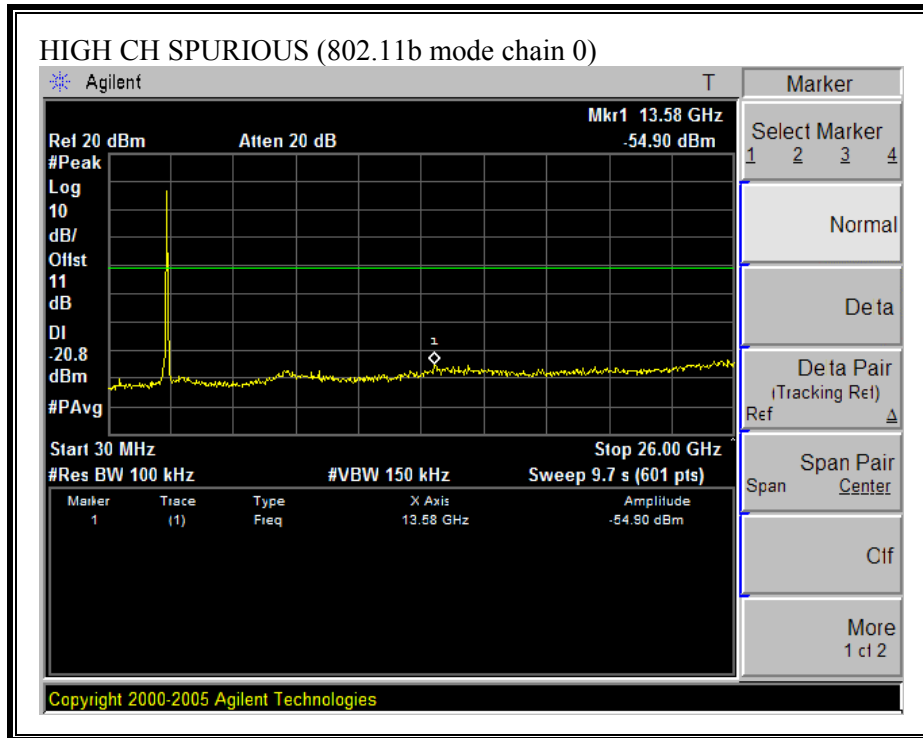 HIGH CH SPURIOUS (802.11b mode chain 0)
Agilent T
Mkr1 13.58 GHz
Ref 20 dBm Atten 20 dB -54.90 dBm
#Peak
Log
10
dB/
Offst
11
dB
DI
-20.8
dBm
#PAvg
1
Start 30 MHz Stop 26.00 GHz
#Res BW 100 kHz #VBW 150 kHz Sweep 9.7 s (601 pts)
Marker Trace Type X Axis Amplitude
1 (1) Freq 13.58 GHz -54.90 dBm
Copyright 2000-2005 Agilent Technologies
Marker
Select Marker
1 2 3 4
Normal
Delta
Delta Pair
(Tracking Ref)
Ref Δ
Span Pair
Span Center
Off
More
1 of 2